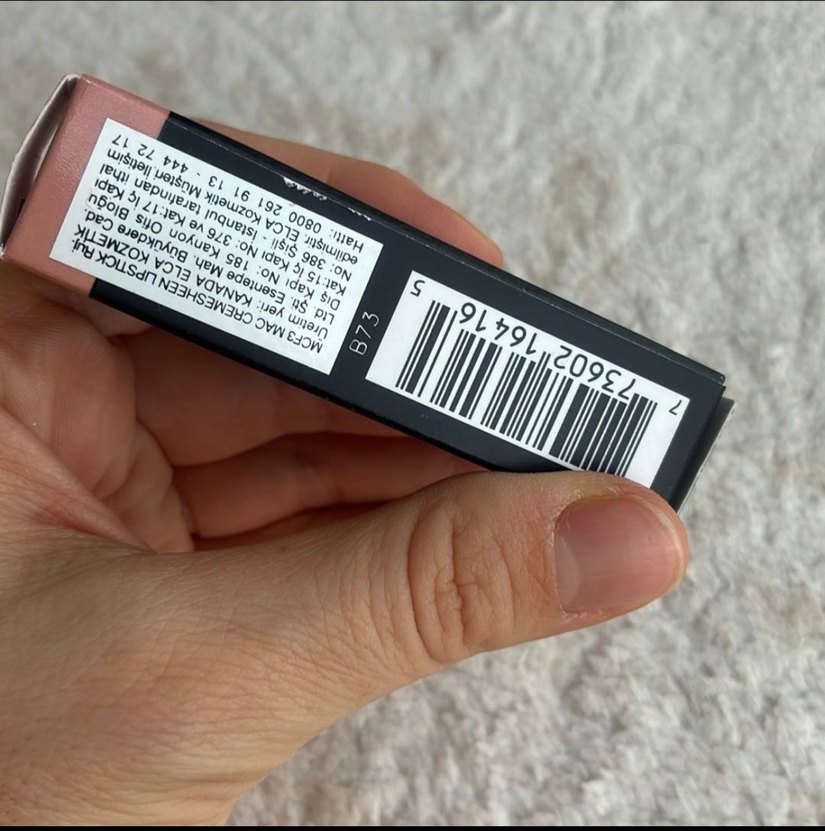 MCF3 MAC CREMESHEEN LIPSTICK Ruj.
Üretim yeri: KANADA ELCA KOZMETİK
Ltd. Şti. Esentepe Mah. Büyükdere Cad.
Dış Kapı No: 185 Kanyon Ofis Bloğu
Kat:15 İç Kapı No: 376 ve Kat:17 İç Kapı
No: 386 Şişli - İstanbul tarafından ithal
edilmiştir ELCA Kozmetik Müşteri İletişim
Hattı: 0800 261 91 13 - 444 72 17
B73
7 73602 16416 5